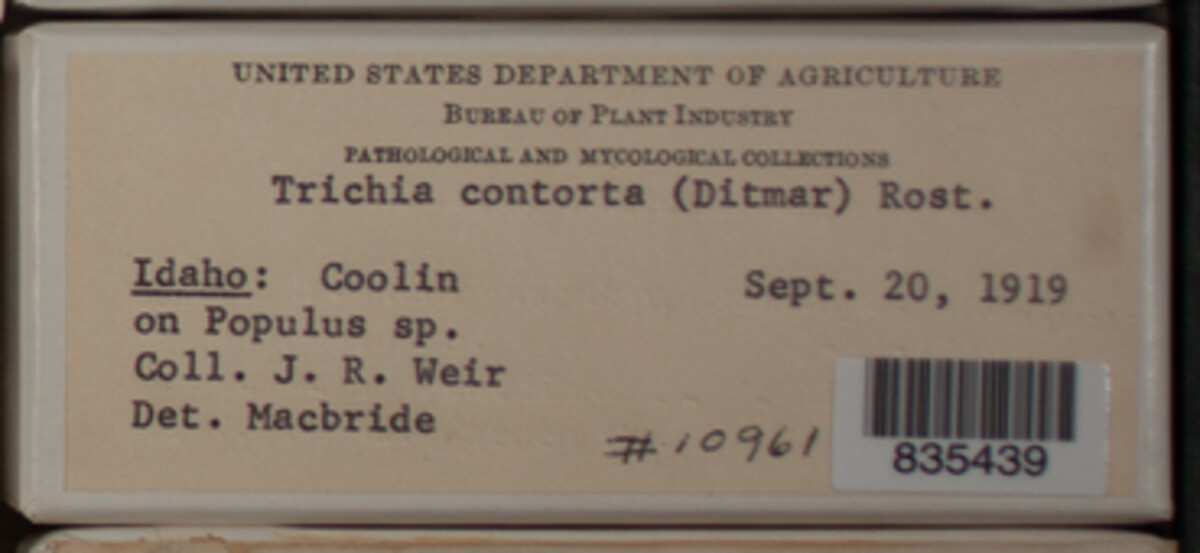 UNITED STATES DEPARTMENT OF AGRICULTURE
BUREAU OF PLANT INDUSTRY
PATHOLOGICAL AND MYCOLOGICAL COLLECTIONS
Trichia contorta (Ditmar) Rost.
Idaho: Coolin
Sept. 20, 1919
on Populus sp.
Coll. J. R. Weir
Det. Macbride
# 10961
835439